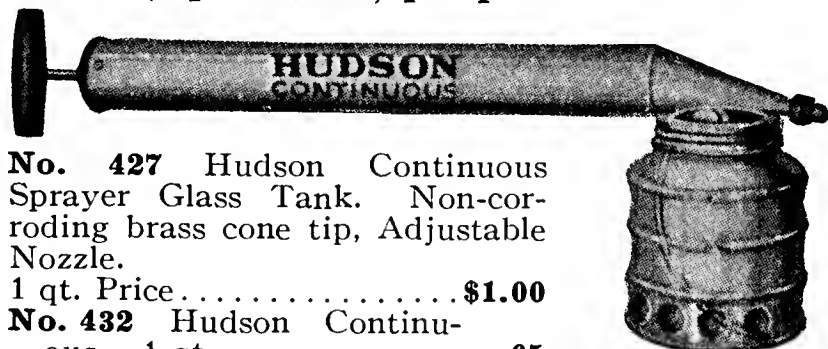 HUDSON
CONTINUOUS
No. 427 Hudson Continuous
Sprayer Glass Tank. Non-cor-
roding brass cone tip, Adjustable
Nozzle.
1 qt. Price.................$1.00
No. 432 Hudson Continu-